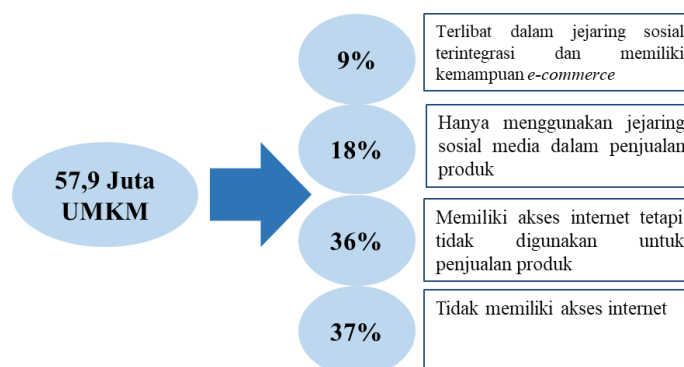 57,9 Juta
UMKM
9%
Terlibat dalam jejaring sosial
terintegrasi dan memiliki
kemampuan e-commerce
18%
Hanya menggunakan jejaring
sosial media dalam penjualan
produk
36%
Memiliki akses internet tetapi
tidak digunakan untuk
penjualan produk
37%
Tidak memiliki akses internet